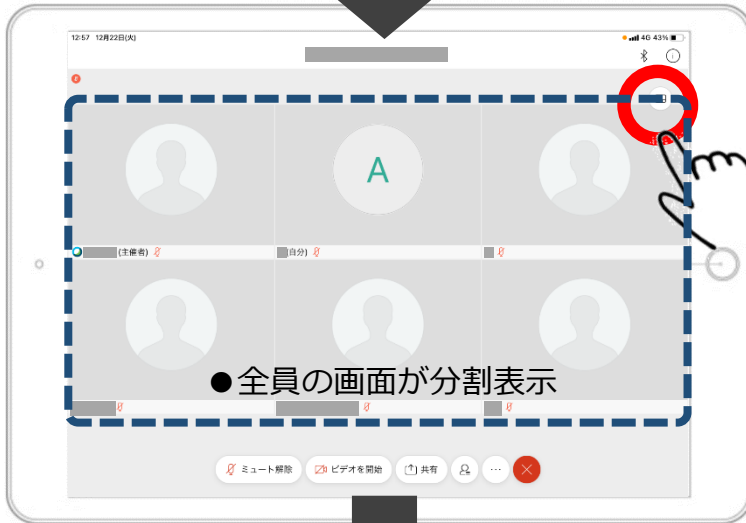 12:57 12月22日(火)
4G 43%
A
(主催者)
(自分)
●全員の画面が分割表示
ミュート解除
ビデオを開始
共有